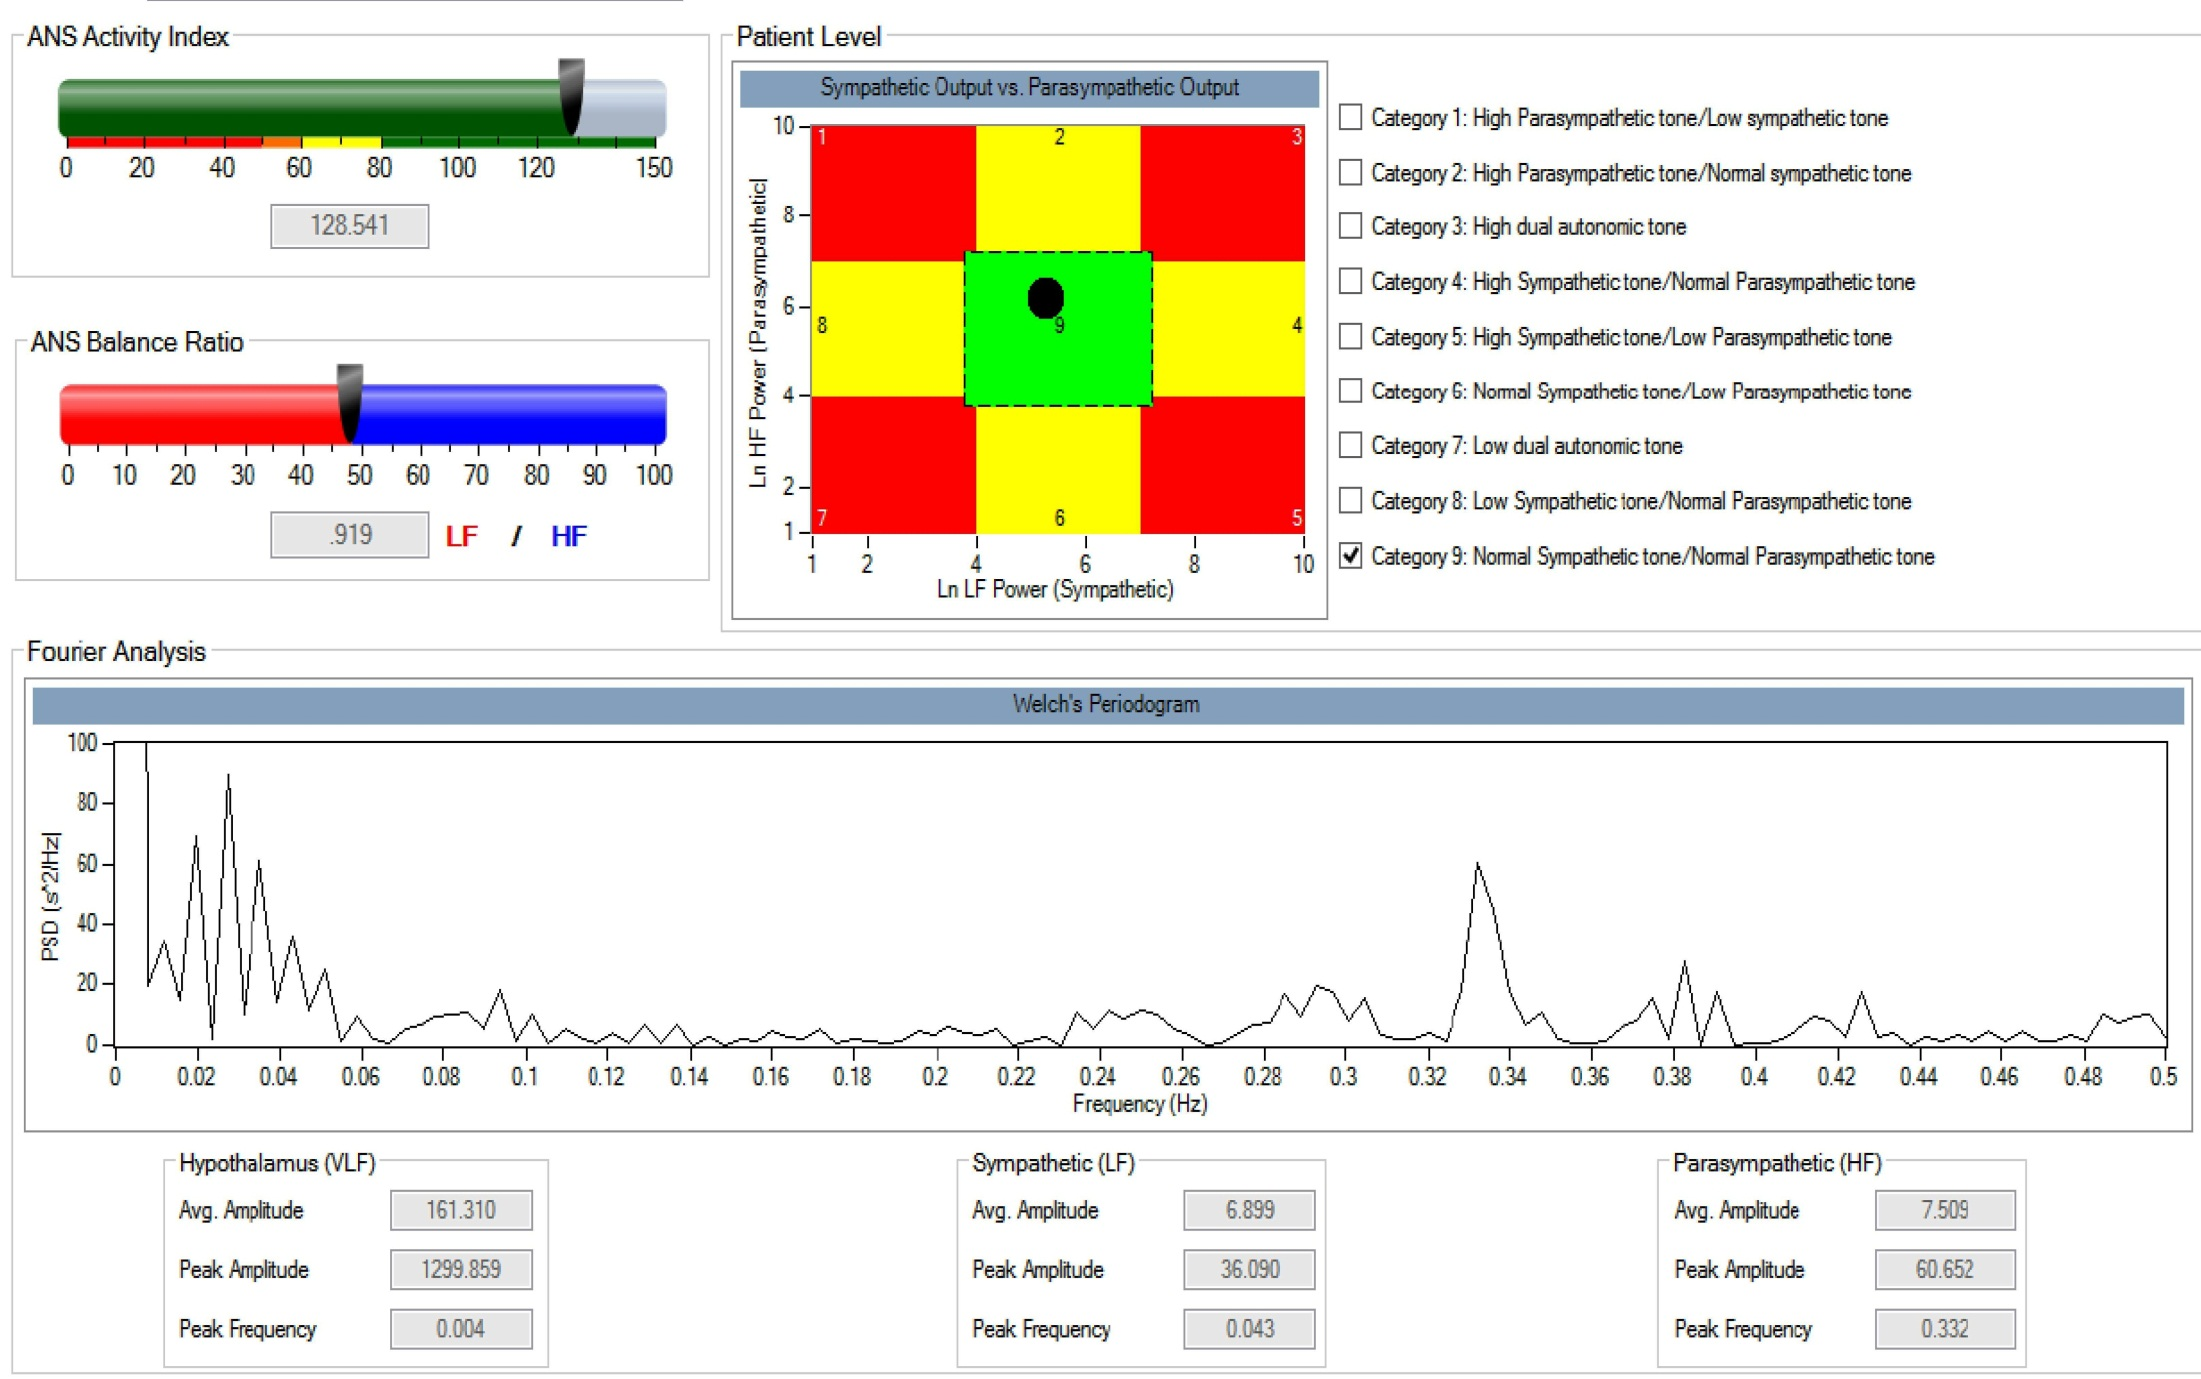 ANS Activity Index
0 20 40 60 80 100 120 150
128.541
ANS Balance Ratio
0 10 20 30 40 50 60 70 80 90 100
.919 LF / HF
Patient Level
Sympathetic Output vs. Parasympathetic Output
Ln HF Power (Parasympathetic)
10
8
6
4
2
1
1 2 3
8 9 4
7 6 5
1 2 4 6 8 10
Ln LF Power (Sympathetic)
Category 1: High Parasympathetic tone/Low sympathetic tone
Category 2: High Parasympathetic tone/Normal sympathetic tone
Category 3: High dual autonomic tone
Category 4: High Sympathetic tone/Normal Parasympathetic tone
Category 5: High Sympathetic tone/Low Parasympathetic tone
Category 6: Normal Sympathetic tone/Low Parasympathetic tone
Category 7: Low dual autonomic tone
Category 8: Low Sympathetic tone/Normal Parasympathetic tone
Category 9: Normal Sympathetic tone/Normal Parasympathetic tone
Fourier Analysis
Welch's Periodogram
PSD (s^2/Hz)
100
80
60
40
20
0
0 0.02 0.04 0.06 0.08 0.1 0.12 0.14 0.16 0.18 0.2 0.22 0.24 0.26 0.28 0.3 0.32 0.34 0.36 0.38 0.4 0.42 0.44 0.46 0.48 0.5
Frequency (Hz)
Hypothalamus (VLF)
Avg. Amplitude 161.310
Peak Amplitude 1299.859
Peak Frequency 0.004
Sympathetic (LF)
Avg. Amplitude 6.899
Peak Amplitude 36.090
Peak Frequency 0.043
Parasympathetic (HF)
Avg. Amplitude 7.509
Peak Amplitude 60.652
Peak Frequency 0.332